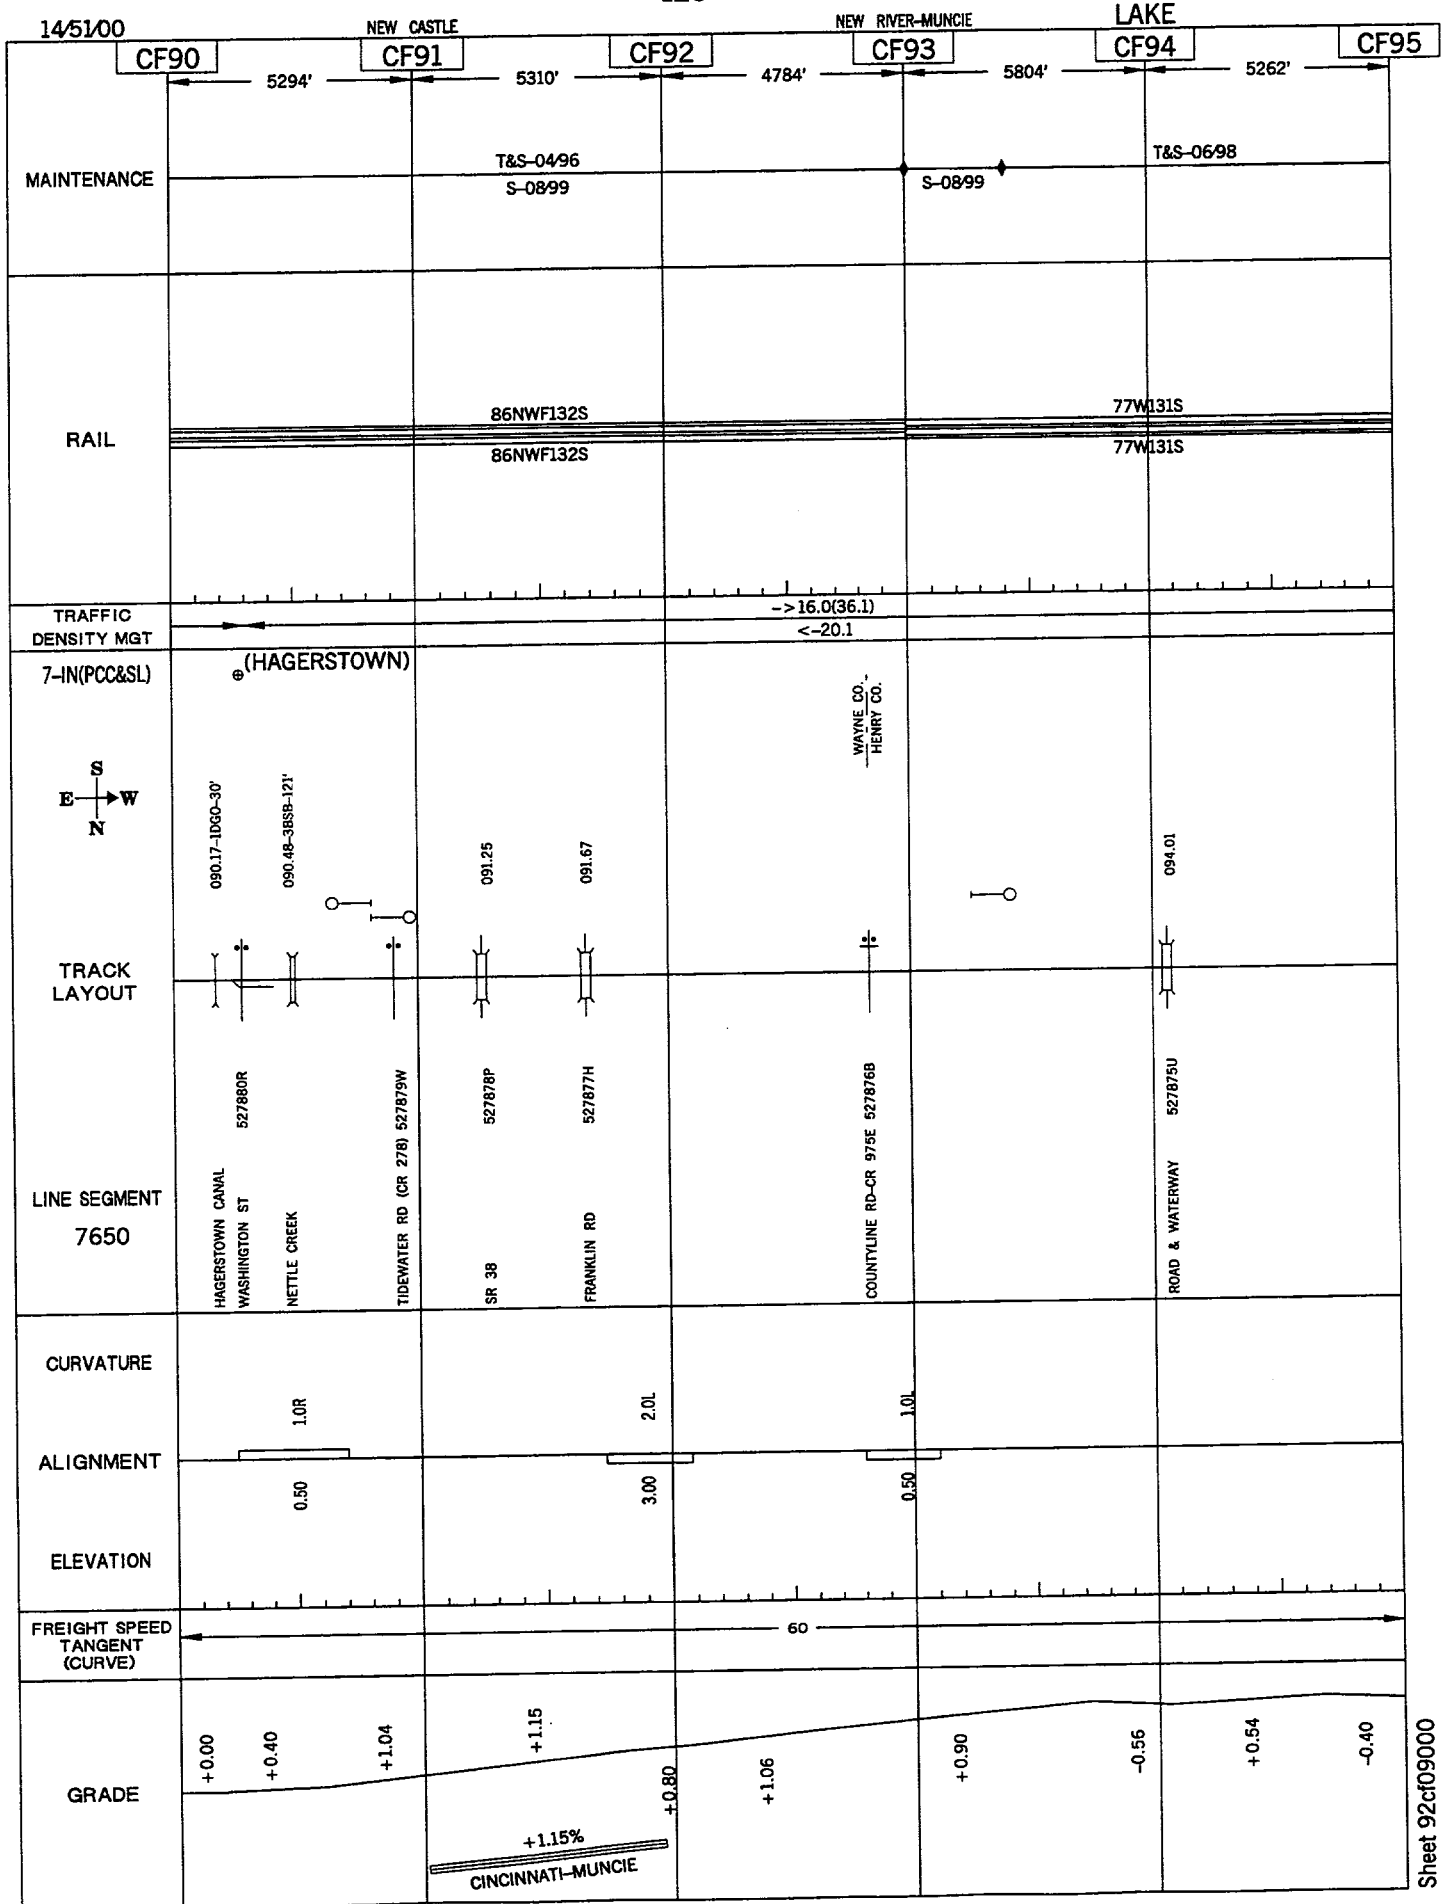 14/51/00
NEW CASTLE
NEW RIVER-MUNCIE
LAKE
CF90
CF91
CF92
CF93
CF94
CF95
5294'
5310'
4784'
5804'
5262'
MAINTENANCE
T&S-04/96
S-08/99
S-08/99
T&S-06/98
RAIL
86NWF132S
86NWF132S
77W131S
77W131S
TRAFFIC
DENSITY MGT
->16.0(36.1)
<-20.1
7-IN(PCC&SL)
(HAGERSTOWN)
WAYNE CO.
HENRY CO.
S
E
W
N
090.17-1DGO-30'
090.48-3BSB-121'
091.25
091.67
094.01
TRACK
LAYOUT
LINE SEGMENT
7650
HAGERSTOWN CANAL
WASHINGTON ST 527880R
NETTLE CREEK
TIDEWATER RD (CR 278) 527879W
SR 38 527878P
FRANKLIN RD 527877H
COUNTYLINE RD-CR 975E 527876B
ROAD & WATERWAY 527875U
CURVATURE
1.0R
2.0L
1.0L
ALIGNMENT
0.50
3.00
0.50
ELEVATION
FREIGHT SPEED
TANGENT
(CURVE)
60
GRADE
+0.00
+0.40
+1.04
+1.15
+0.80
+1.06
+0.90
-0.56
+0.54
-0.40
+1.15%
CINCINNATI-MUNCIE
Sheet 92cf09000